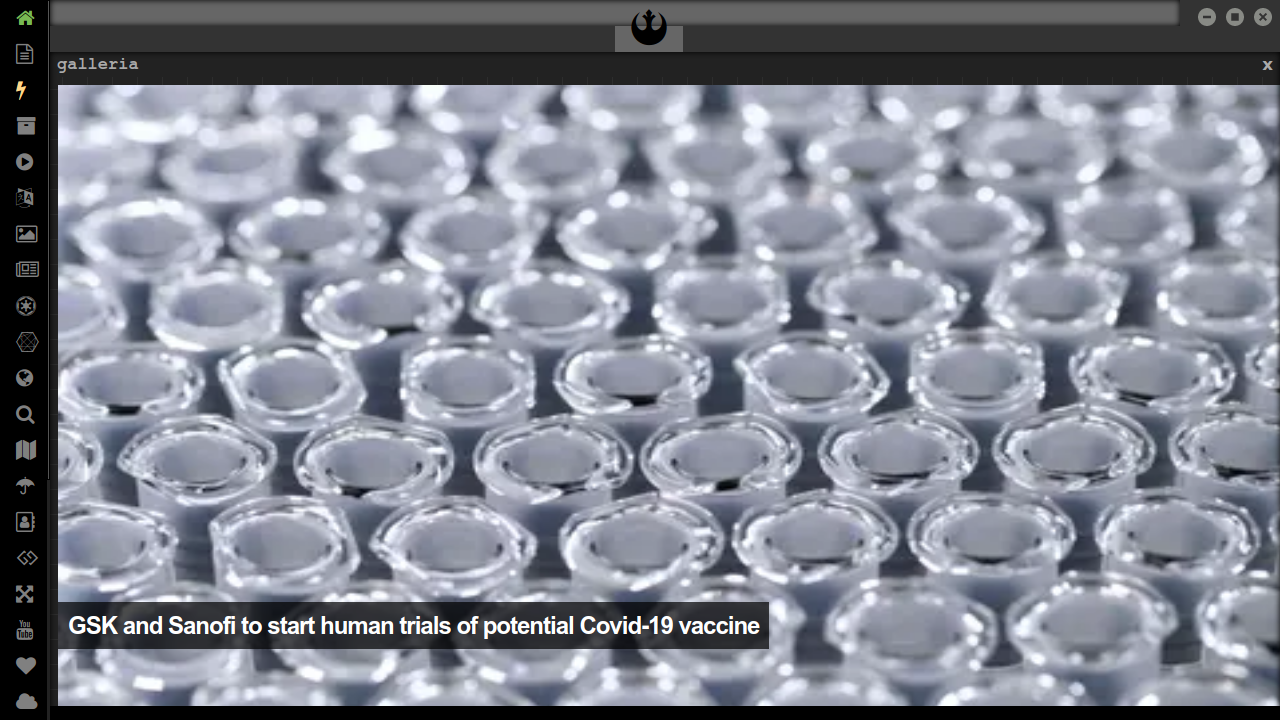 galleria
x
GSK and Sanofi to start human trials of potential Covid-19 vaccine
You
Tube